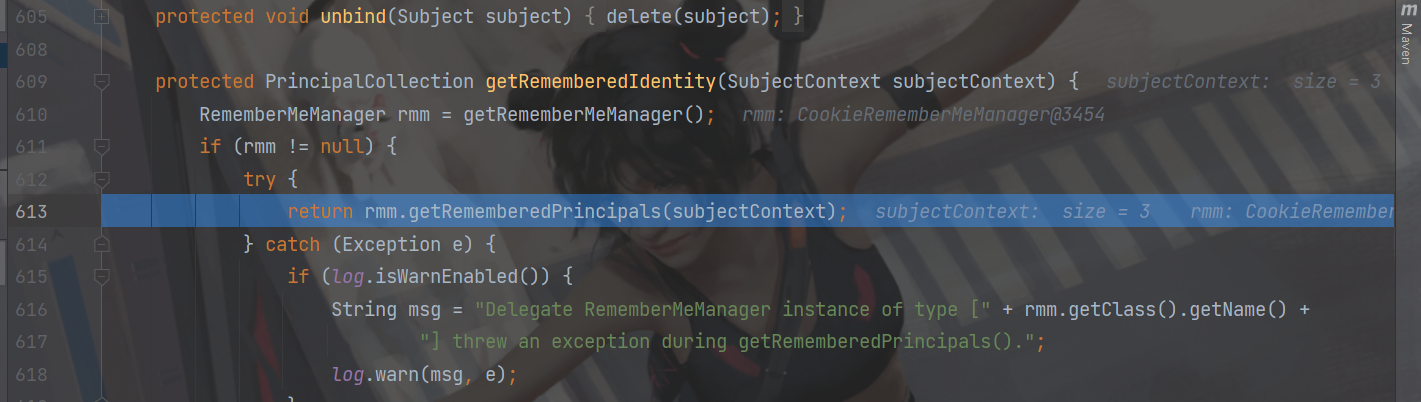 605 protected void unbind(Subject subject) { delete(subject); }
608
609 protected PrincipalCollection getRememberedIdentity(SubjectContext subjectContext) { subjectContext: size = 3
610 RememberMeManager rmm = getRememberMeManager(); rmm: CookieRememberMeManager@3454
611 if (rmm != null) {
612 try {
613 return rmm.getRememberedPrincipals(subjectContext); subjectContext: size = 3 rmm: CookieRemember
614 } catch (Exception e) {
615 if (log.isWarnEnabled()) {
616 String msg = "Delegate RememberMeManager instance of type [" + rmm.getClass().getName() +
617 "] threw an exception during getRememberedPrincipals().";
618 log.warn(msg, e);
}
m
Maven